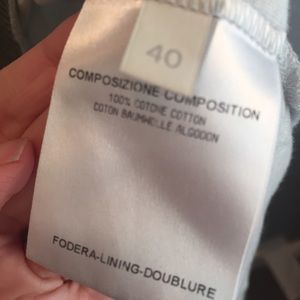 40
COMPOSIZIONE COMPOSITION
100% COTONE COTTON
COTON BAUMWOLLE ALGODON
FODERA-LINING-DOUBLURE